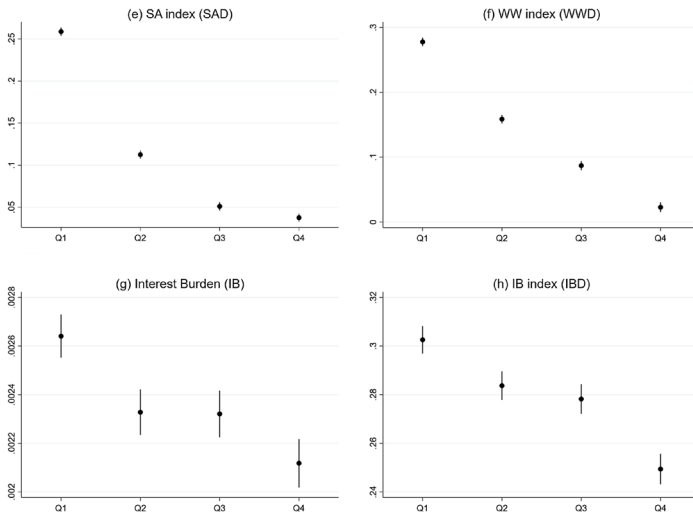 (e) SA index (SAD)
.25
.2
.15
.1
.05
Q1 Q2 Q3 Q4
(f) WW index (WWD)
.3
.2
.1
0
Q1 Q2 Q3 Q4
(g) Interest Burden (IB)
.0028
.0026
.0024
.0022
.002
Q1 Q2 Q3 Q4
(h) IB index (IBD)
.32
.3
.28
.26
.24
Q1 Q2 Q3 Q4